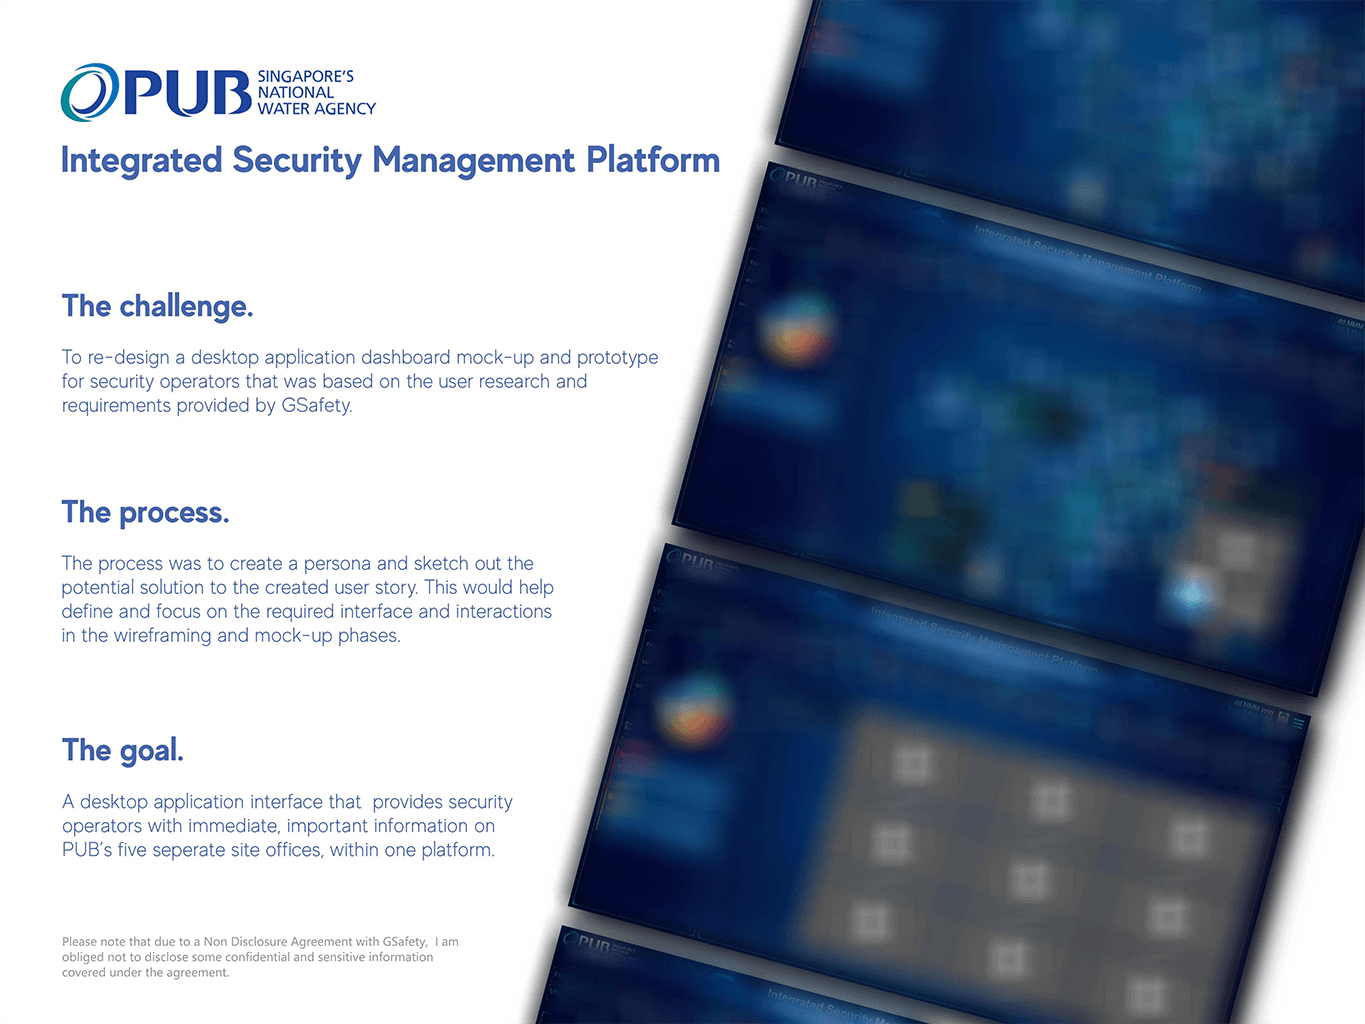 PUB SINGAPORE'S
NATIONAL
WATER AGENCY
Integrated Security Management Platform
The challenge.
To re-design a desktop application dashboard mock-up and prototype
for security operators that was based on the user research and
requirements provided by GSafety.
The process.
The process was to create a persona and sketch out the
potential solution to the created user story. This would help
define and focus on the required interface and interactions
in the wireframing and mock-up phases.
The goal.
A desktop application interface that  provides security
operators with immediate, important information on
PUB's five seperate site offices, within one platform.
Please note that due to a Non Disclosure Agreement with GSafety,  I am
obliged not to disclose some confidential and sensitive information
covered under the agreement.
PUB
Integrated Security Management Platform
dd MMM
PUB
Integrated Security Management Platform
dd MMM yyyy
PUB
Integrated Security